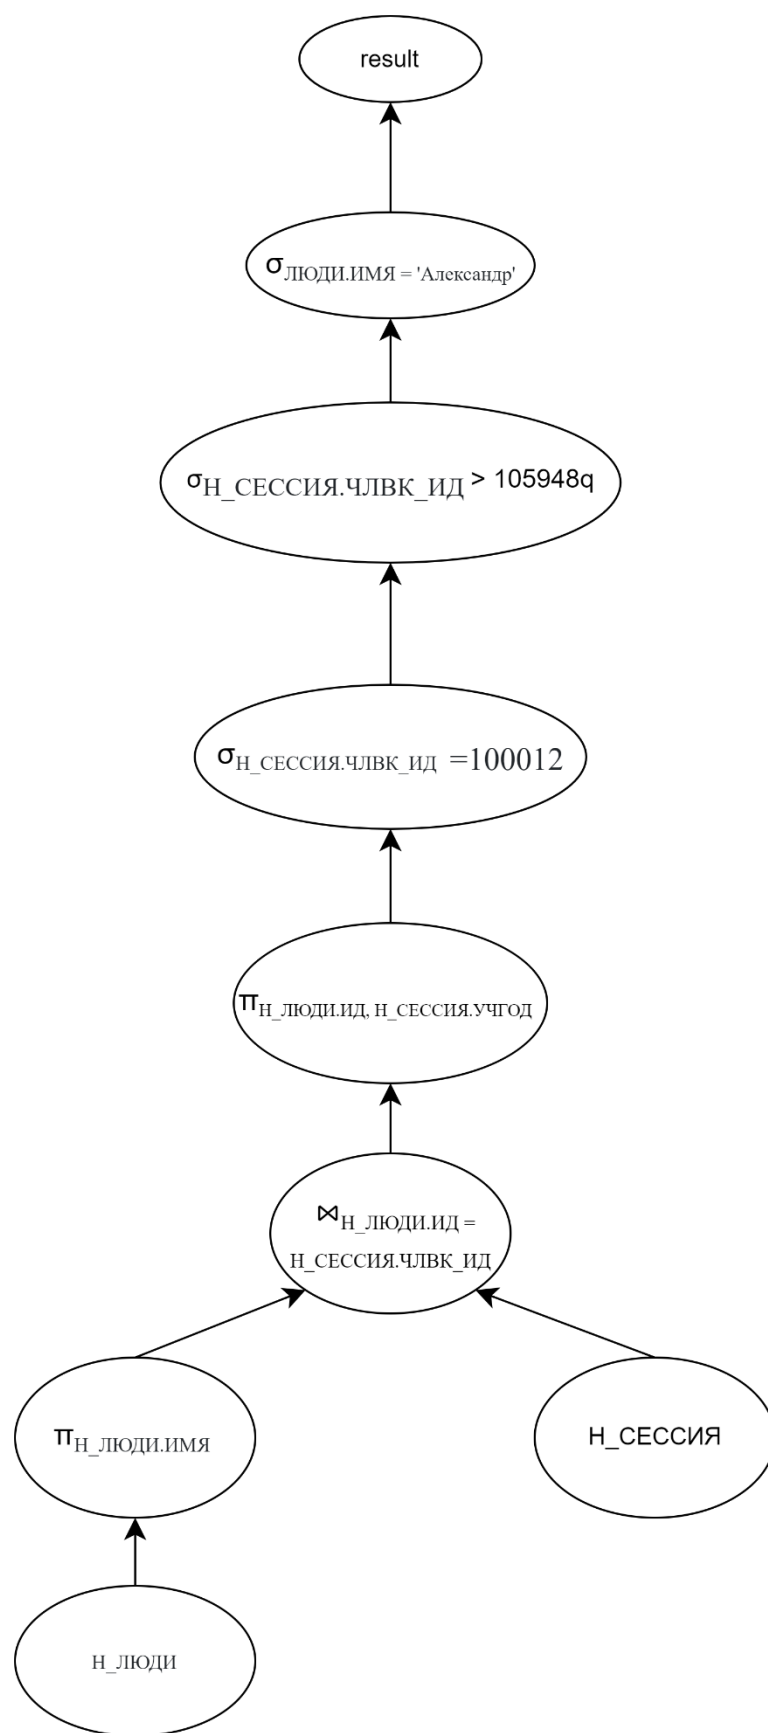 result
σЛЮДИ.ИМЯ = 'Александр'
σН_СЕССИЯ.ЧЛВК_ИД > 105948q
σН_СЕССИЯ.ЧЛВК_ИД =100012
πН_ЛЮДИ.ИД, Н_СЕССИЯ.УЧГОД
⋈Н_ЛЮДИ.ИД =
Н_СЕССИЯ.ЧЛВК_ИД
πН_ЛЮДИ.ИМЯ
Н_СЕССИЯ
Н_ЛЮДИ